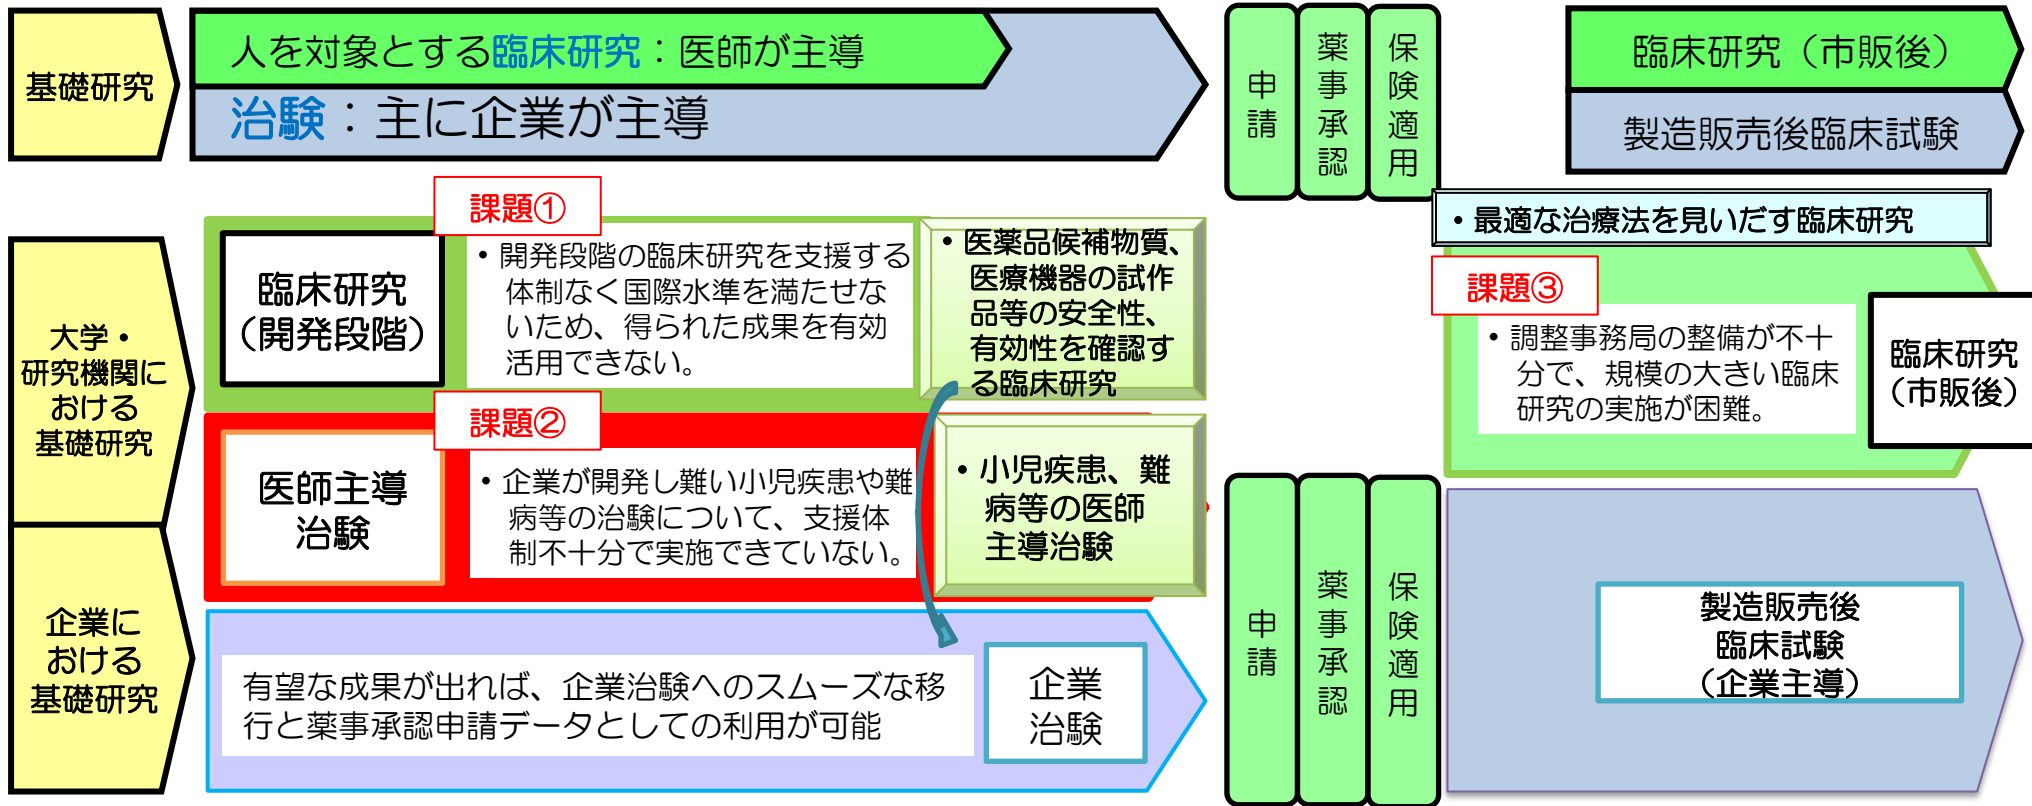 基礎研究
人を対象とする臨床研究：医師が主導
治験：主に企業が主導
申請
薬事承認
保険適用
臨床研究（市販後）
製造販売後臨床試験
大学・
研究機関に
おける
基礎研究
企業に
おける
基礎研究
課題①
臨床研究
（開発段階）
・開発段階の臨床研究を支援する
体制なく国際水準を満たせな
いため、得られた成果を有効
活用できない。
・医薬品候補物質、
医療機器の試作
品等の安全性、
有効性を確認す
る臨床研究
課題②
医師主導
治験
・企業が開発し難い小児疾患や難
病等の治験について、支援体
制不十分で実施できていない。
・小児疾患、難
病等の医師
主導治験
有望な成果が出れば、企業治験へのスムーズな移
行と薬事承認申請データとしての利用が可能
企業
治験
申請
薬事承認
保険適用
・最適な治療法を見いだす臨床研究
課題③
・調整事務局の整備が不十
分で、規模の大きい臨床
研究の実施が困難。
臨床研究
（市販後）
製造販売後
臨床試験
（企業主導）